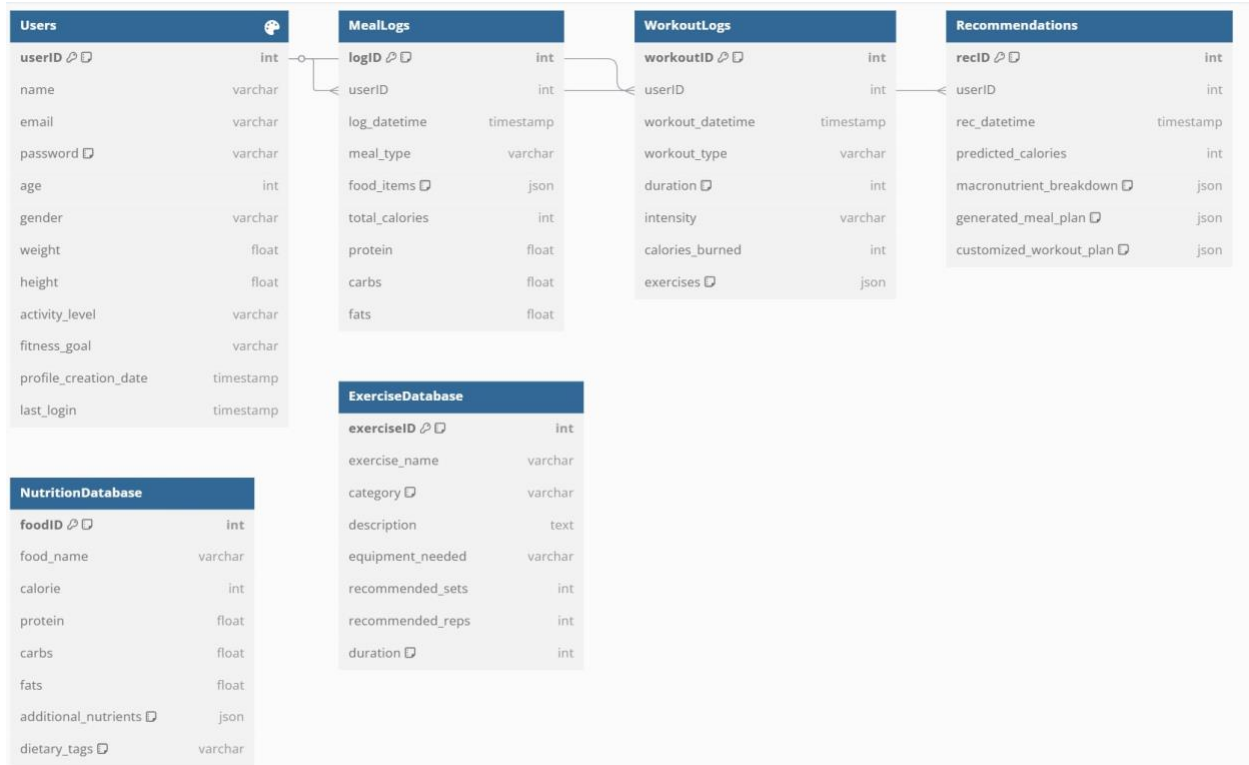 Users
userID int
name varchar
email varchar
password varchar
age int
gender varchar
weight float
height float
activity_level varchar
fitness_goal varchar
profile_creation_date timestamp
last_login timestamp
MealLogs
logID int
userID int
log_datetime timestamp
meal_type varchar
food_items json
total_calories int
protein float
carbs float
fats float
WorkoutLogs
workoutID int
userID int
workout_datetime timestamp
workout_type varchar
duration int
intensity varchar
calories_burned int
exercises json
Recommendations
recID int
userID int
rec_datetime timestamp
predicted_calories int
macronutrient_breakdown json
generated_meal_plan json
customized_workout_plan json
ExerciseDatabase
exerciseID int
exercise_name varchar
category varchar
description text
equipment_needed varchar
recommended_sets int
recommended_reps int
duration int
NutritionDatabase
foodID int
food_name varchar
calorie int
protein float
carbs float
fats float
additional_nutrients json
dietary_tags varchar